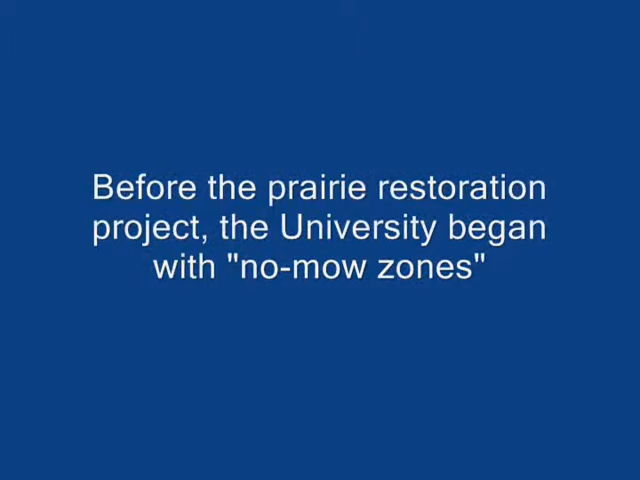 Before the prairie restoration
project, the University began
with "no-mow zones"